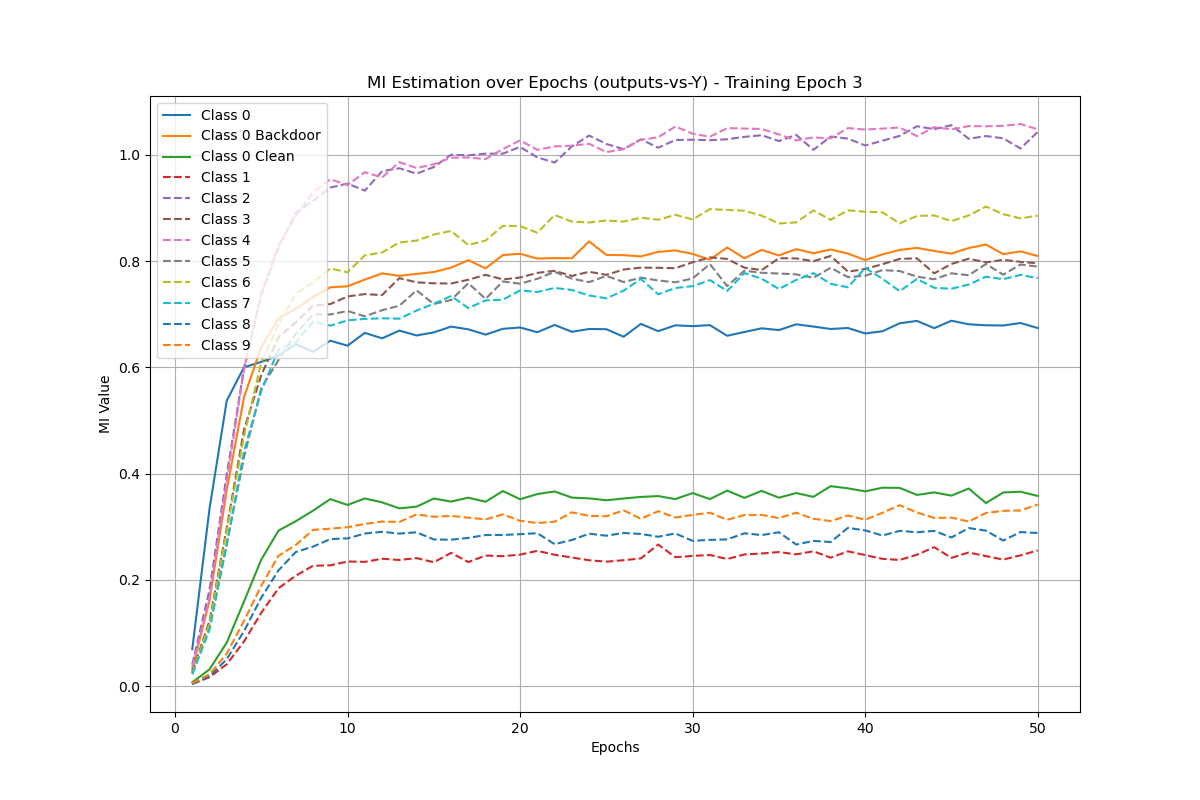 MI Estimation over Epochs (outputs-vs-Y) - Training Epoch 3
Class 0
Class 0 Backdoor
Class 0 Clean
Class 1
Class 2
Class 3
Class 4
Class 5
Class 6
Class 7
Class 8
Class 9
MI Value
1.0
0.8
0.6
0.4
0.2
0.0
0 10 20 30 40 50
Epochs